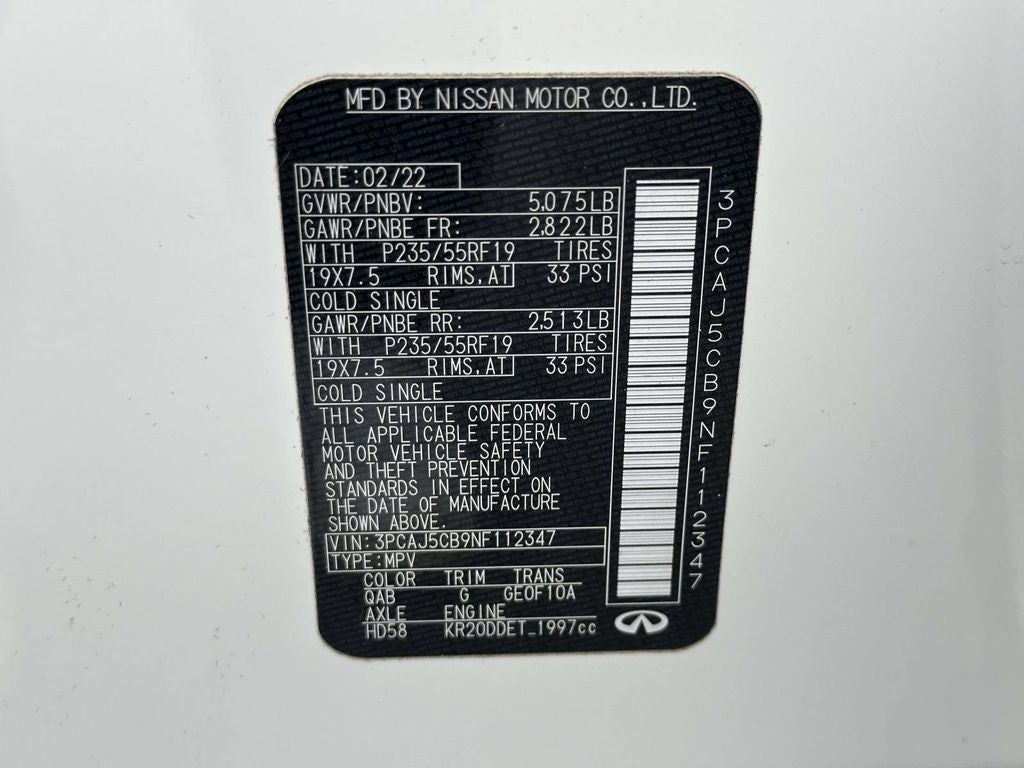 MFD BY NISSAN MOTOR CO.,LTD.
DATE:02/22
GVWR/PNBV: 5,075LB
GAWR/PNBE FR: 2,822LB
WITH P235/55RF19 TIRES
19X7.5 RIMS,AT 33 PSI
COLD SINGLE
GAWR/PNBE RR: 2,513LB
WITH P235/55RF19 TIRES
19X7.5 RIMS,AT 33 PSI
COLD SINGLE
THIS VEHICLE CONFORMS TO
ALL APPLICABLE FEDERAL
MOTOR VEHICLE SAFETY
AND THEFT PREVENTION
STANDARDS IN EFFECT ON
THE DATE OF MANUFACTURE
SHOWN ABOVE.
VIN:3PCAJ5CB9NF112347
TYPE:MPV
COLOR TRIM TRANS
QAB G GE0F10A
AXLE ENGINE
HD58 KR20DDET_1997cc
3PCAJ5CB9NF112347